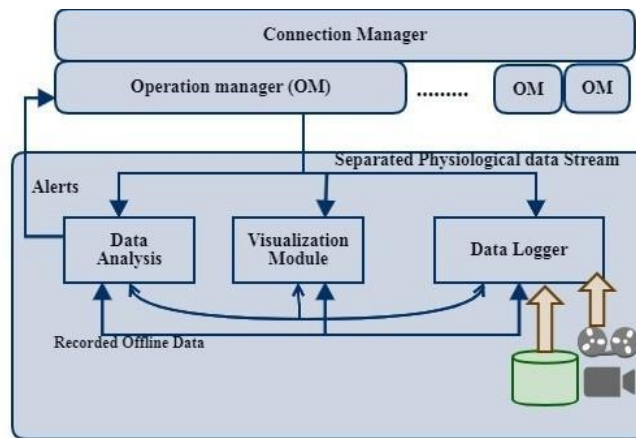 Connection Manager
Operation manager (OM) ......... OM OM
Separated Physiological data Stream
Alerts
Data
Analysis
Visualization
Module
Data Logger
Recorded Offline Data